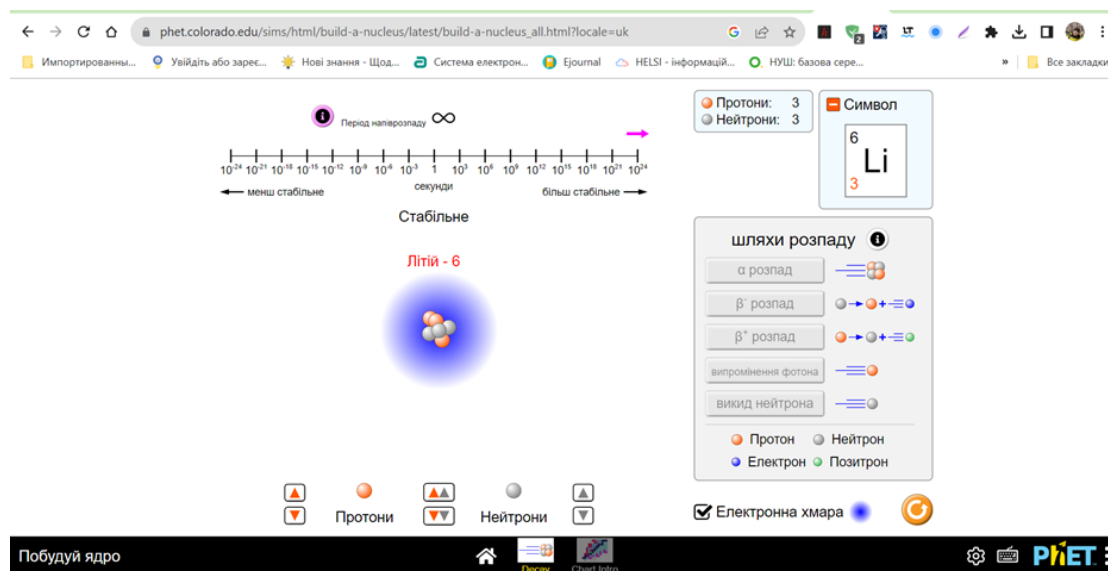 phet.colorado.edu/sims/html/build-a-nucleus/latest/build-a-nucleus_all.html?locale=uk
Импортированны... Увійдіть або зареє... Нові знання - Щод... Система електрон... Ejournal HELSI - інформацій... НУШ: базова сере... » Все закладки
Період напіврозпаду ∞
10⁻²⁴ 10⁻²¹ 10⁻¹⁸ 10⁻¹⁵ 10⁻¹² 10⁻⁹ 10⁻⁶ 10⁻³ 1 10³ 10⁶ 10⁹ 10¹² 10¹⁵ 10¹⁸ 10²¹ 10²⁴
менш стабільне секунди більш стабільне
Стабільне
Літій - 6
Протони: 3
Нейтрони: 3
Символ
6
Li
3
шляхи розпаду
α розпад
β⁻ розпад
β⁺ розпад
випромінення фотона
викид нейтрона
Протон Нейтрон
Електрон Позитрон
Протони Нейтрони
Електронна хмара
Побудуй ядро
Decay Chart Intro
PhET